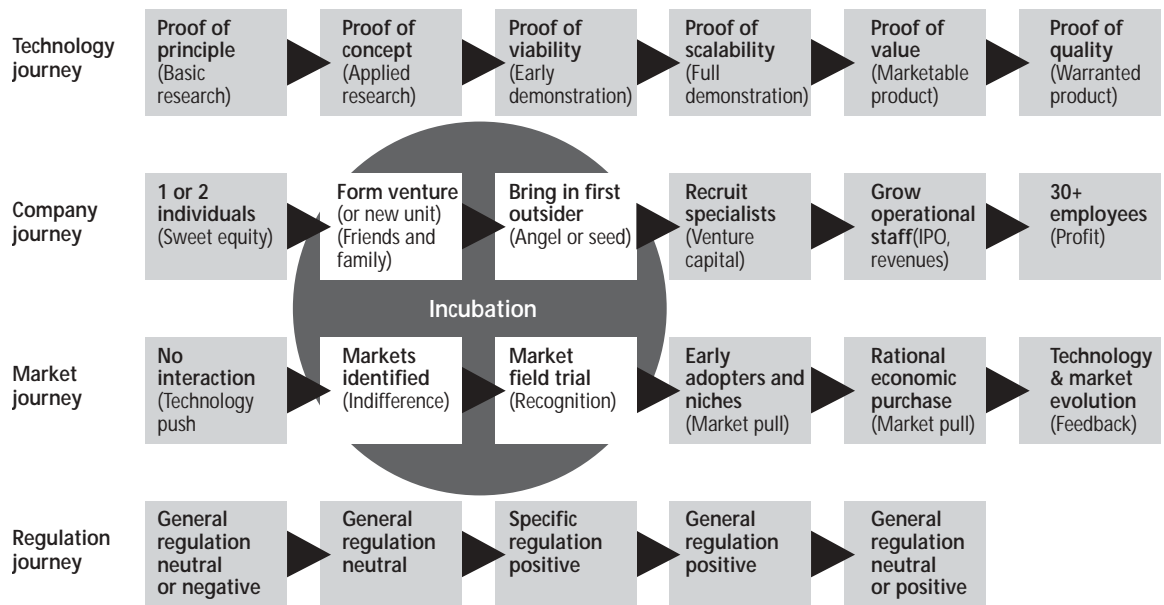 Technology
journey
Proof of
principle
(Basic
research)
Proof of
concept
(Applied
research)
Proof of
viability
(Early
demonstration)
Proof of
scalability
(Full
demonstration)
Proof of
value
(Marketable
product)
Proof of
quality
(Warranted
product)
Company
journey
1 or 2
individuals
(Sweet equity)
Form venture
(or new unit)
(Friends and
family)
Bring in first
outsider
(Angel or seed)
Recruit
specialists
(Venture
capital)
Grow
operational
staff(IPO,
revenues)
30+
employees
(Profit)
Incubation
Market
journey
No
interaction
(Technology
push
Markets
identified
(Indifference)
Market
field trial
(Recognition)
Early
adopters and
niches
(Market pull)
Rational
economic
purchase
(Market pull)
Technology
& market
evolution
(Feedback)
Regulation
journey
General
regulation
neutral
or negative
General
regulation
neutral
Specific
regulation
positive
General
regulation
positive
General
regulation
neutral
or positive